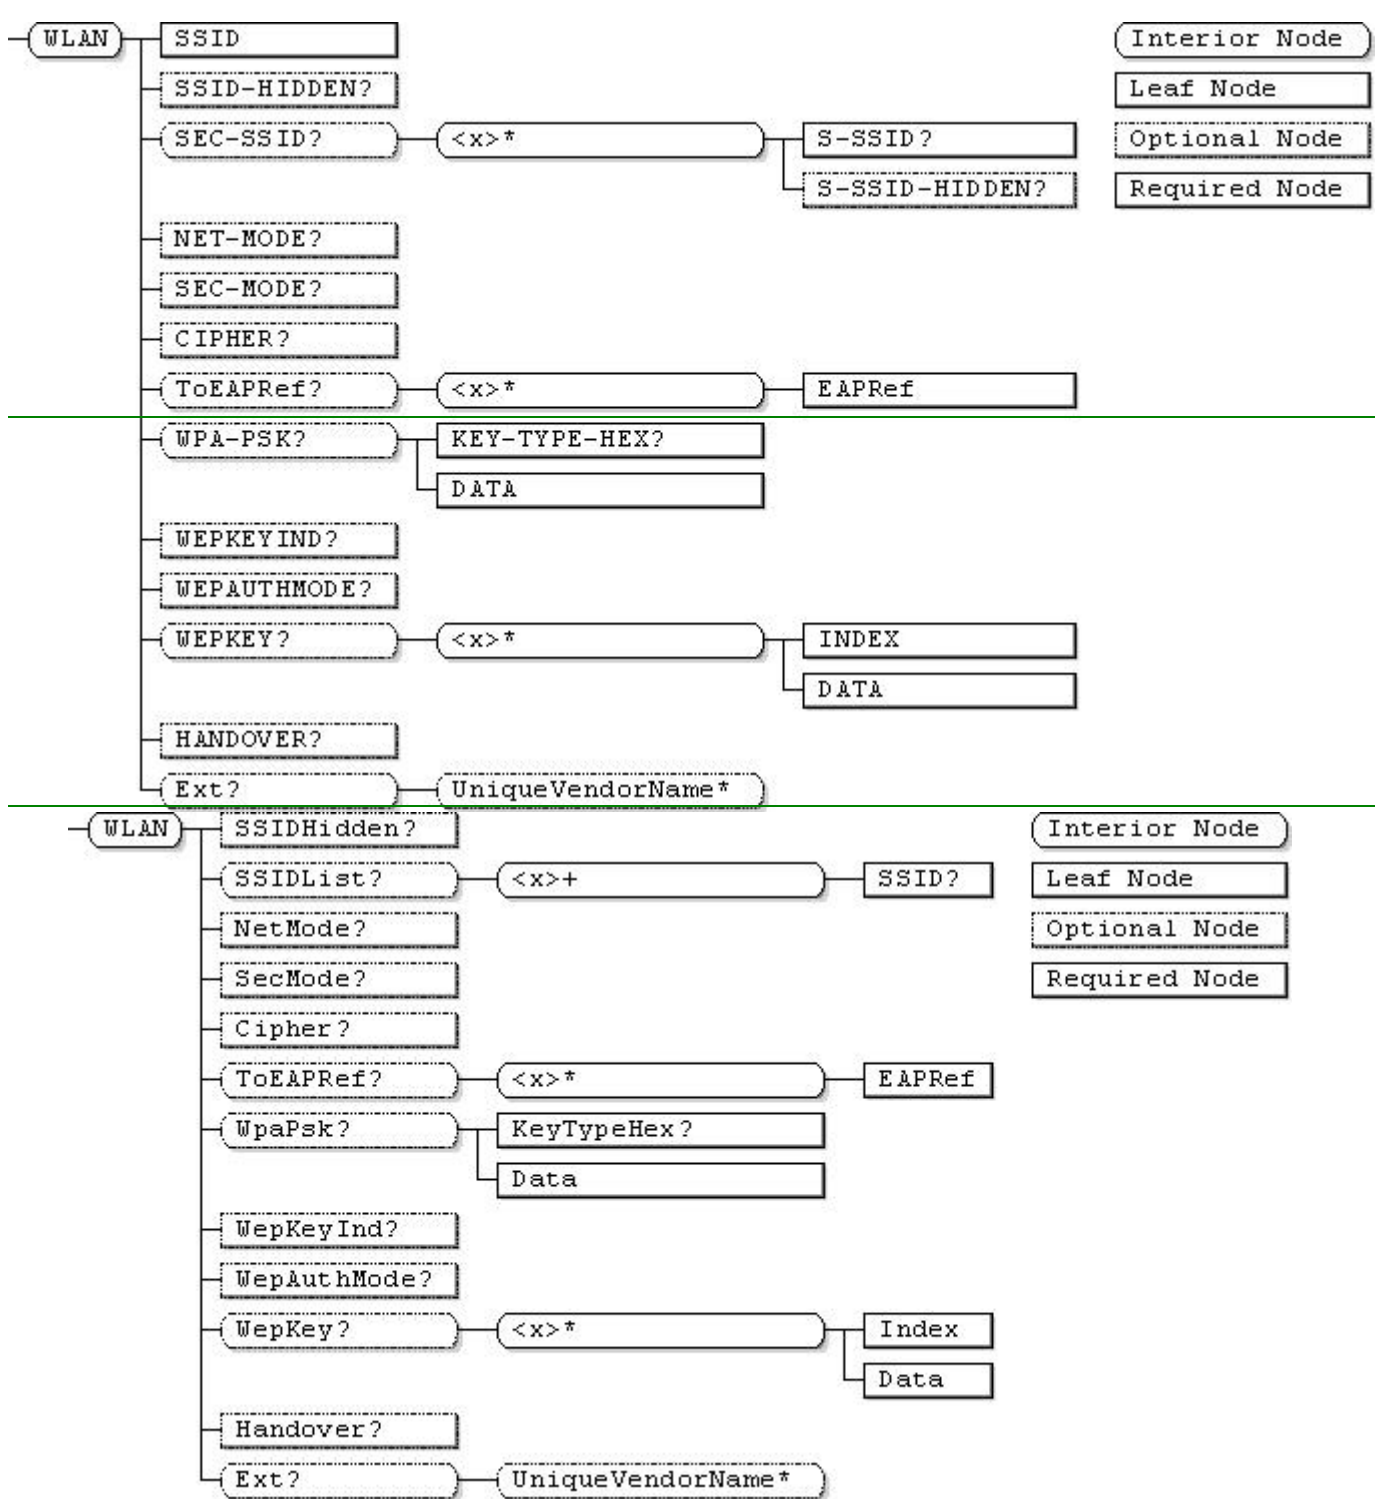 WLAN SSID Interior Node
SSID-HIDDEN? Leaf Node
SEC-SSID? <x>* S-SSID? Optional Node
S-SSID-HIDDEN? Required Node
NET-MODE?
SEC-MODE?
CIPHER?
ToEAPRef? <x>* EAPRef
WPA-PSK? KEY-TYPE-HEX?
DATA
WEPKEYIND?
WEPAUTHMODE?
WEPKEY? <x>* INDEX
DATA
HANDOVER?
Ext? UniqueVendorName*
WLAN SSIDHidden? Interior Node
SSIDList? <x>+ SSID? Leaf Node
NetMode? Optional Node
SecMode? Required Node
Cipher?
ToEAPRef? <x>* EAPRef
WpaPsk? KeyTypeHex?
Data
WepKeyInd?
WepAuthMode?
WepKey? <x>* Index
Data
Handover?
Ext? UniqueVendorName*